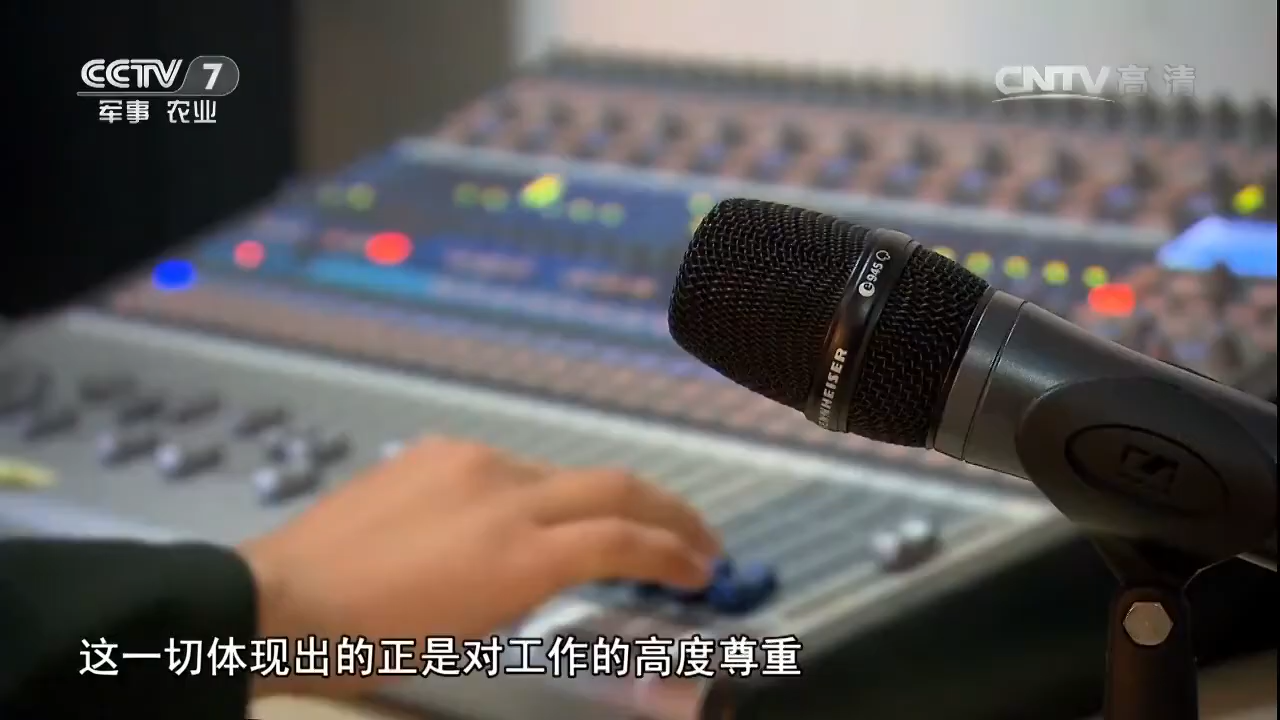 CCTV 7
军事 农业
CNTV高清
e945
SENNHEISER
这一切体现出的正是对工作的高度尊重